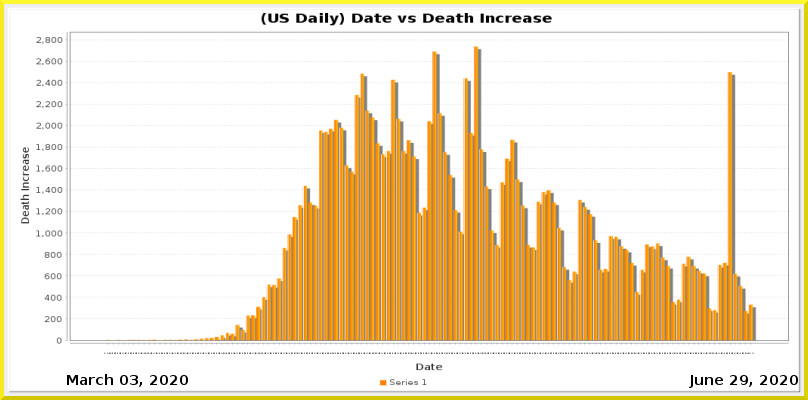 (US Daily) Date vs Death Increase
2,800
2,600
2,400
2,200
2,000
1,800
1,600
1,400
1,200
1,000
800
600
400
200
0
Death Increase
Date
March 03, 2020
Series 1
June 29, 2020